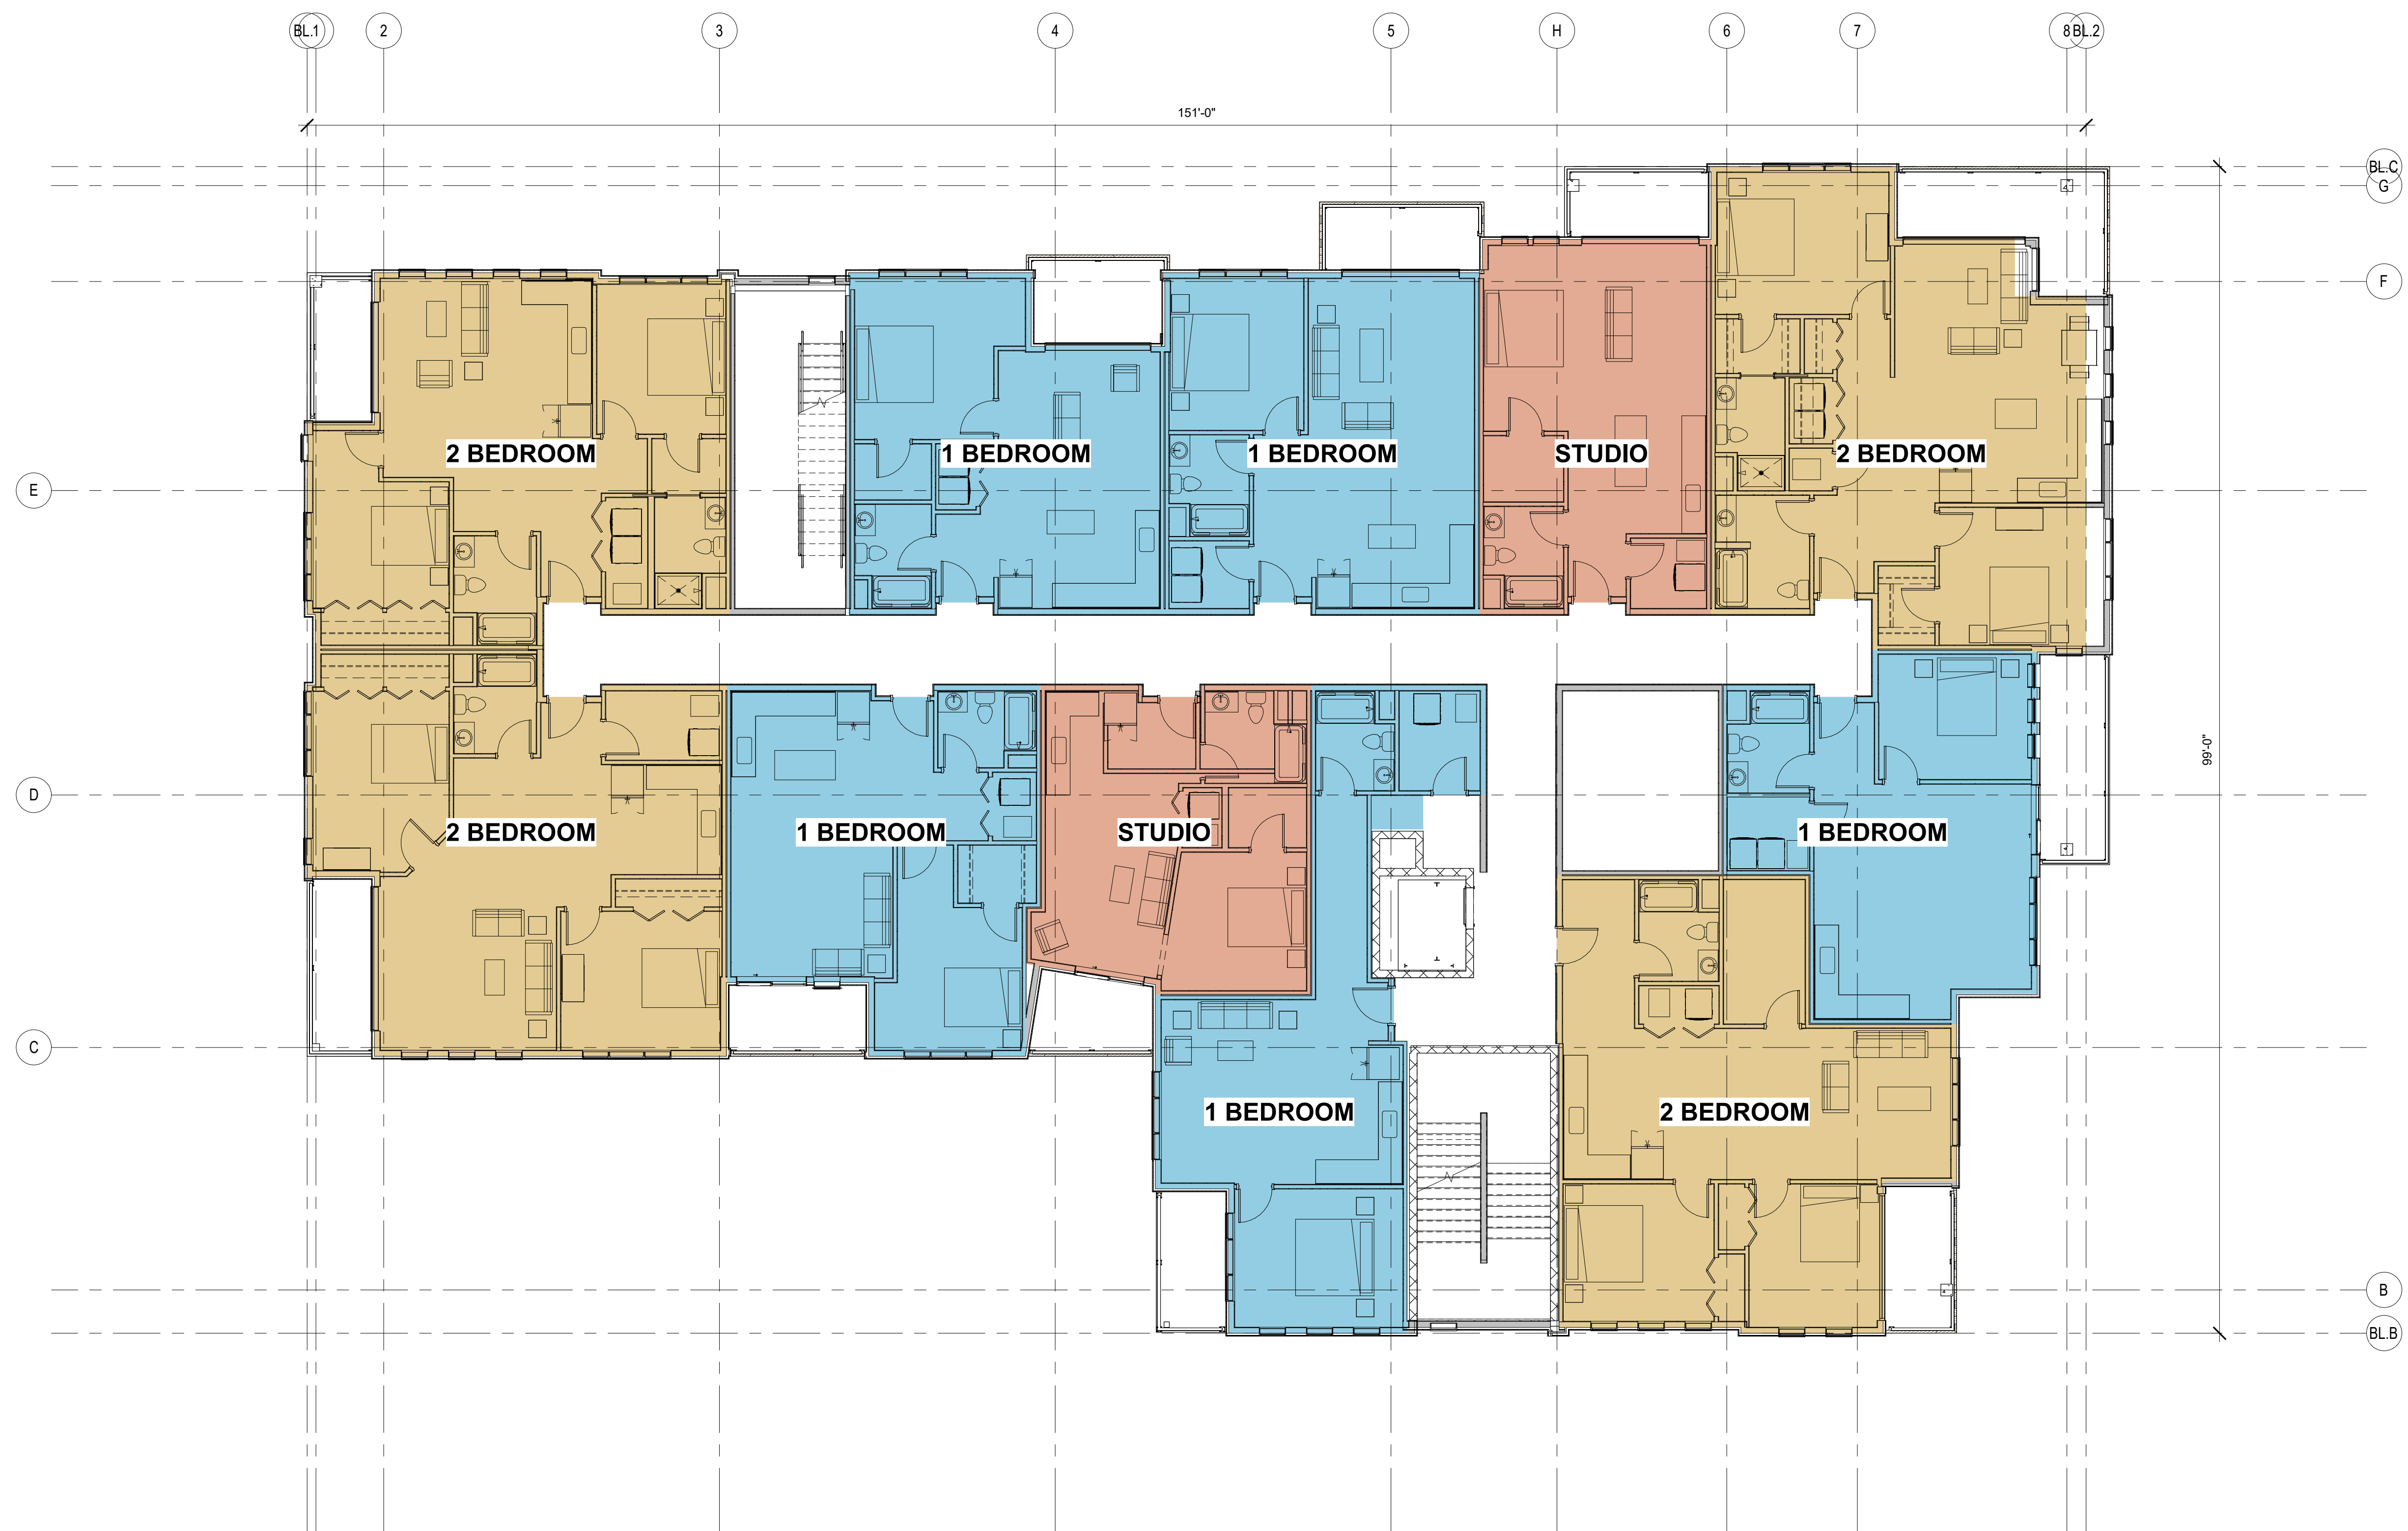 BL.1 2 3 4 5 H 6 7 8 BL.2
151'-0"
BL.C
G
F
2 BEDROOM 1 BEDROOM 1 BEDROOM STUDIO 2 BEDROOM
E
99'-0"
D
2 BEDROOM 1 BEDROOM STUDIO 1 BEDROOM
C
1 BEDROOM 2 BEDROOM
B
BL.B